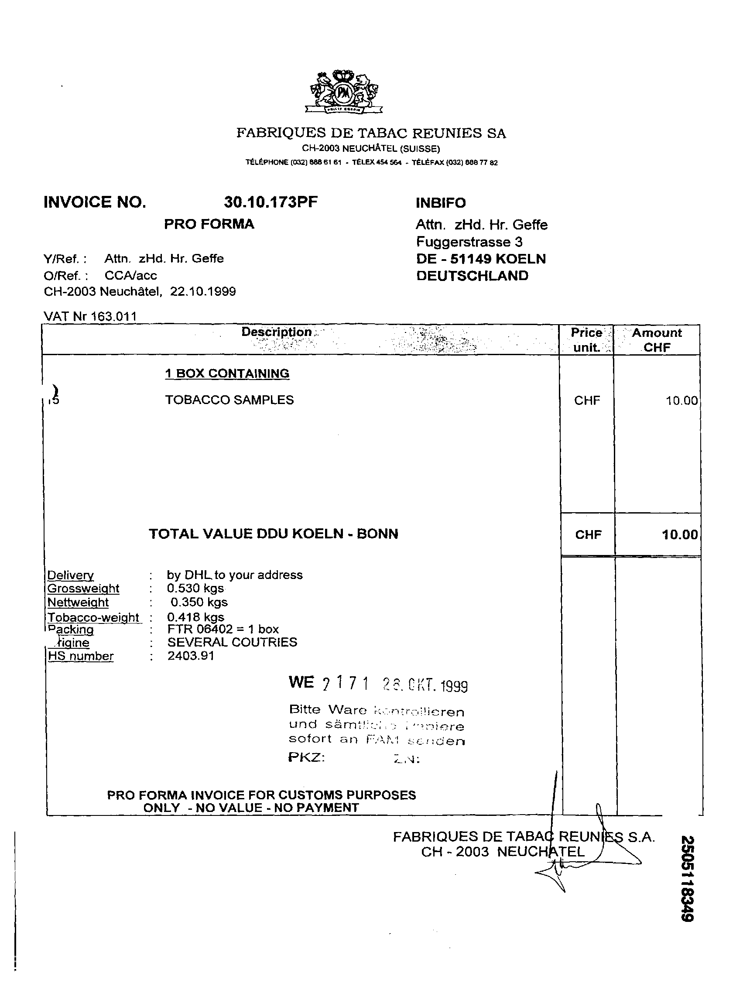 PM
FABRIQUES DE TABAC REUNIES SA
CH-2003 NEUCHÂTEL (SUISSE)
TÉLÉPHONE (032) 888 61 61 - TÉLEX 454 564 - TÉLÉFAX (032) 888 77 82
INVOICE NO. 30.10.173PF
PRO FORMA
INBIFO
Attn. zHd. Hr. Geffe
Fuggerstrasse 3
DE - 51149 KOELN
DEUTSCHLAND
Y/Ref. : Attn. zHd. Hr. Geffe
O/Ref. : CCA/acc
CH-2003 Neuchâtel, 22.10.1999
VAT Nr 163.011
Description Price unit. Amount CHF
1 BOX CONTAINING
TOBACCO SAMPLES CHF 10.00
TOTAL VALUE DDU KOELN - BONN CHF 10.00
Delivery : by DHL to your address
Grossweight : 0.530 kgs
Nettweight : 0.350 kgs
Tobacco-weight : 0.418 kgs
Packing : FTR 06402 = 1 box
igine : SEVERAL COUTRIES
HS number : 2403.91
WE 2171 28. OKT. 1999
Bitte Ware kontrollieren
und sämtliche Papiere
sofort an FAM senden
PKZ: ZN:
PRO FORMA INVOICE FOR CUSTOMS PURPOSES
ONLY - NO VALUE - NO PAYMENT
FABRIQUES DE TABAC REUNIES S.A.
CH - 2003 NEUCHATEL
2505118349